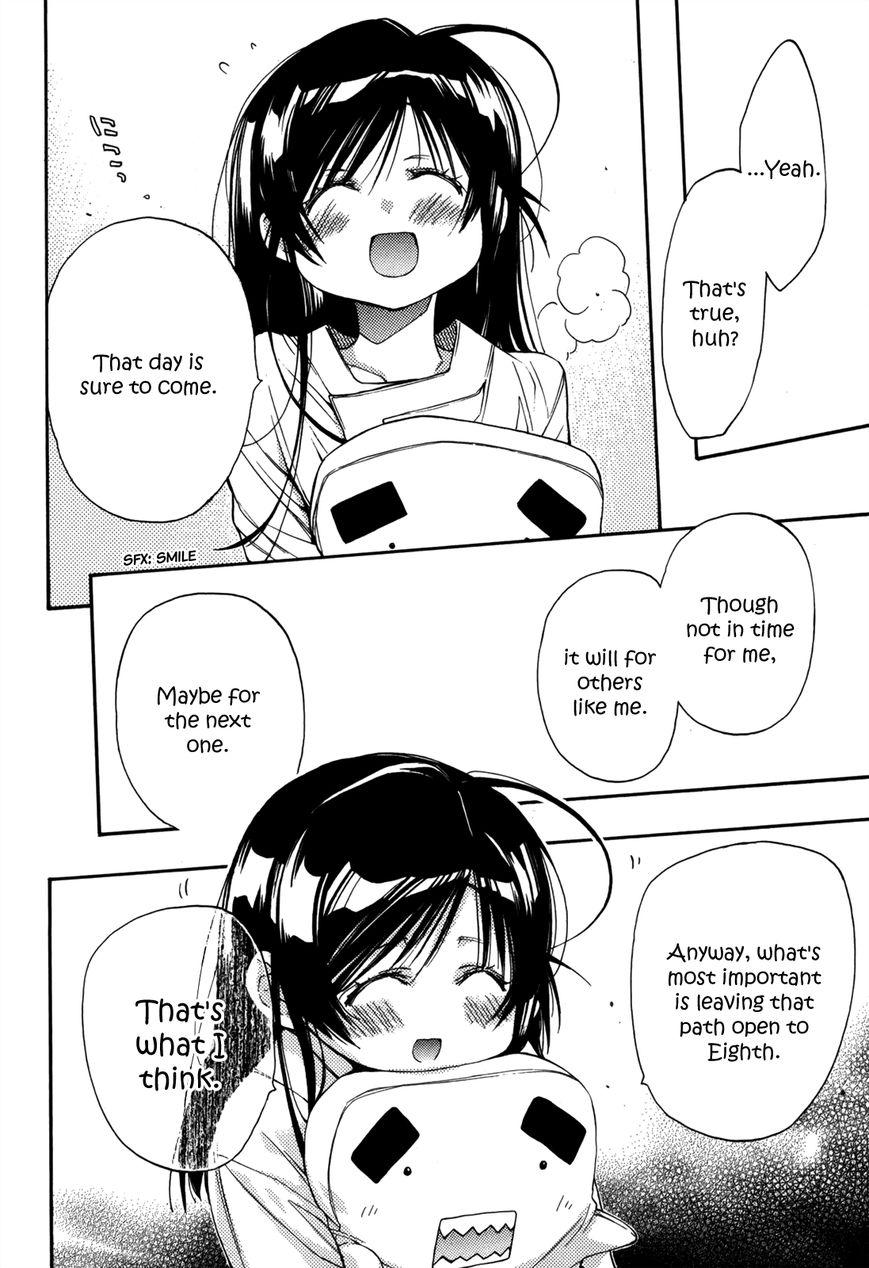 ...Yeah.
That's
true,
huh?
That day is
sure to come.
SFX: SMILE
Though
not in time
for me,
it will for
others
like me.
Maybe for
the next
one.
Anyway, what's
most important
is leaving that
path open to
Eighth.
That's
what I
think.